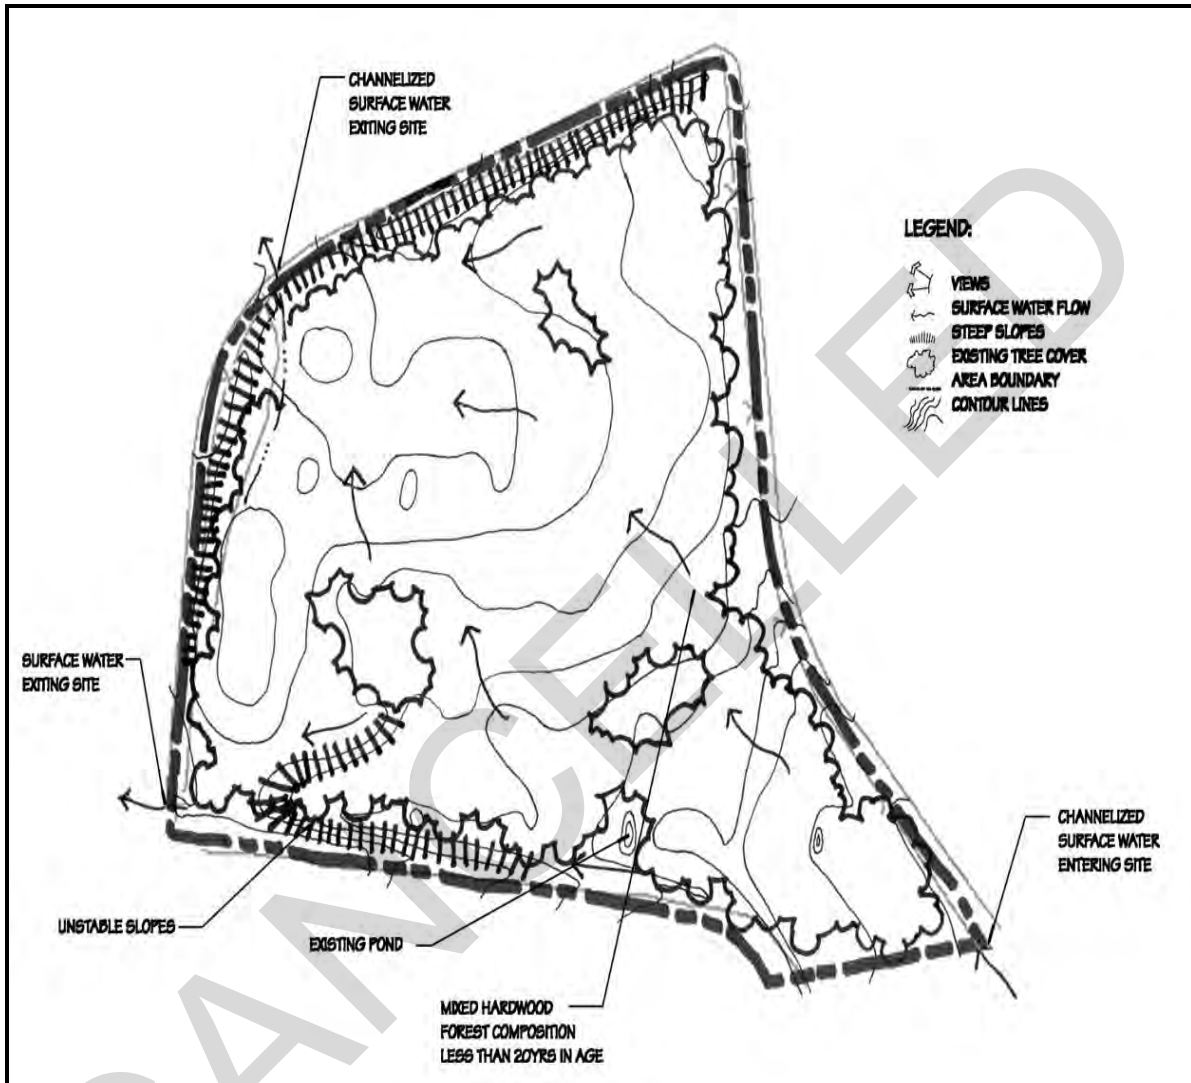 CHANNELIZED
SURFACE WATER
EXITING SITE
LEGEND:
VIEWS
SURFACE WATER FLOW
STEEP SLOPES
EXISTING TREE COVER
AREA BOUNDARY
CONTOUR LINES
SURFACE WATER
EXITING SITE
CHANNELIZED
SURFACE WATER
ENTERING SITE
UNSTABLE SLOPES
EXISTING POND
MIXED HARDWOOD
FOREST COMPOSITION
LESS THAN 20YRS IN AGE
CANCELLED